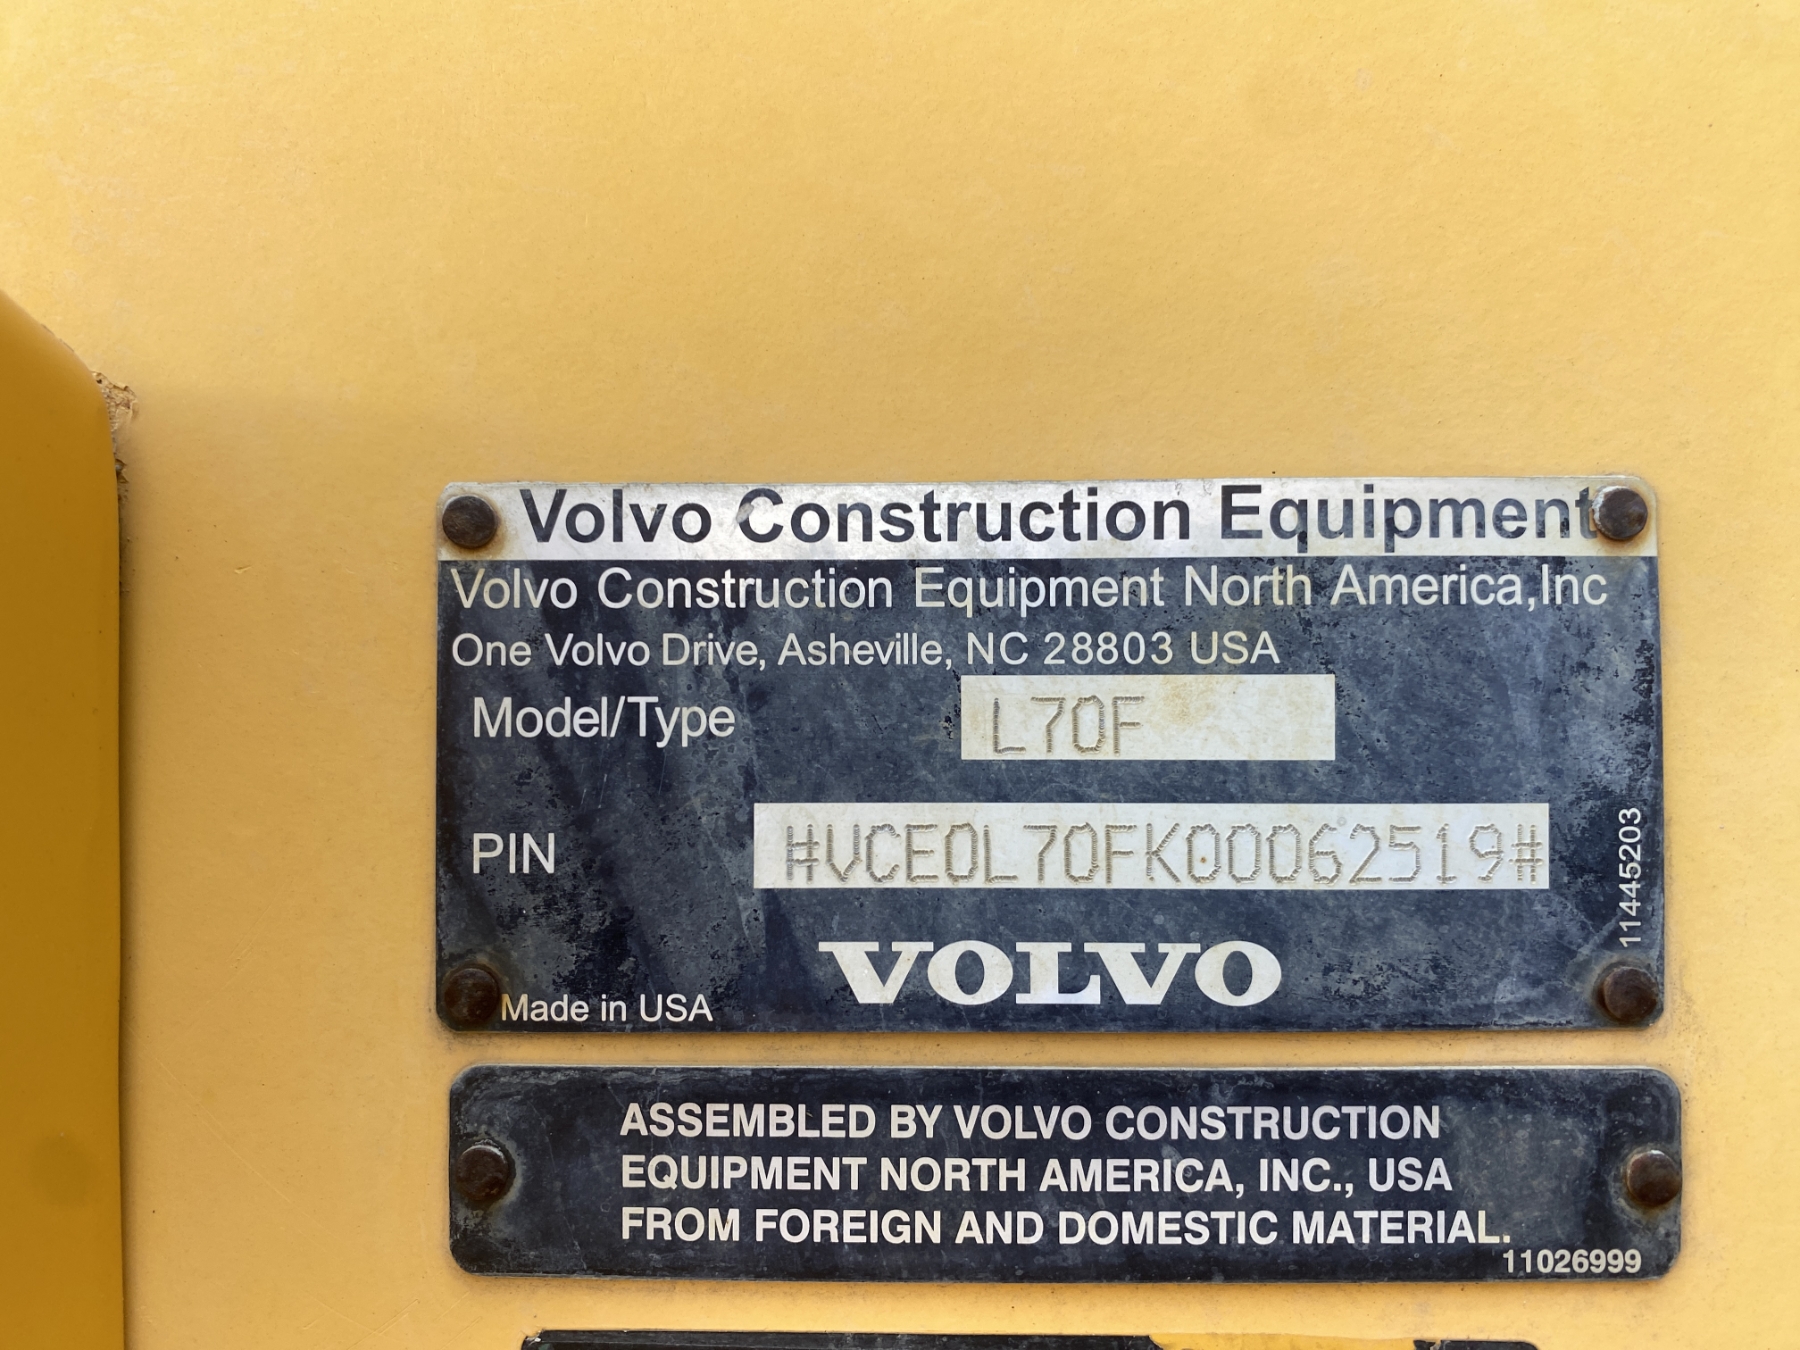 Volvo Construction Equipment
Volvo Construction Equipment North America,Inc
One Volvo Drive, Asheville, NC 28803 USA
Model/Type L70F
PIN #VCE0L70FK00062519#
11445203
VOLVO
Made in USA
ASSEMBLED BY VOLVO CONSTRUCTION
EQUIPMENT NORTH AMERICA, INC., USA
FROM FOREIGN AND DOMESTIC MATERIAL.
11026999